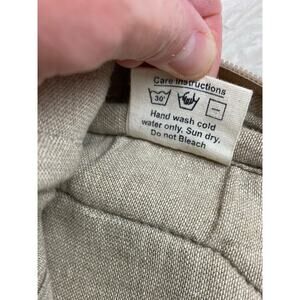 Care Instructions
30°
Hand wash cold
water only. Sun dry.
Do not Bleach